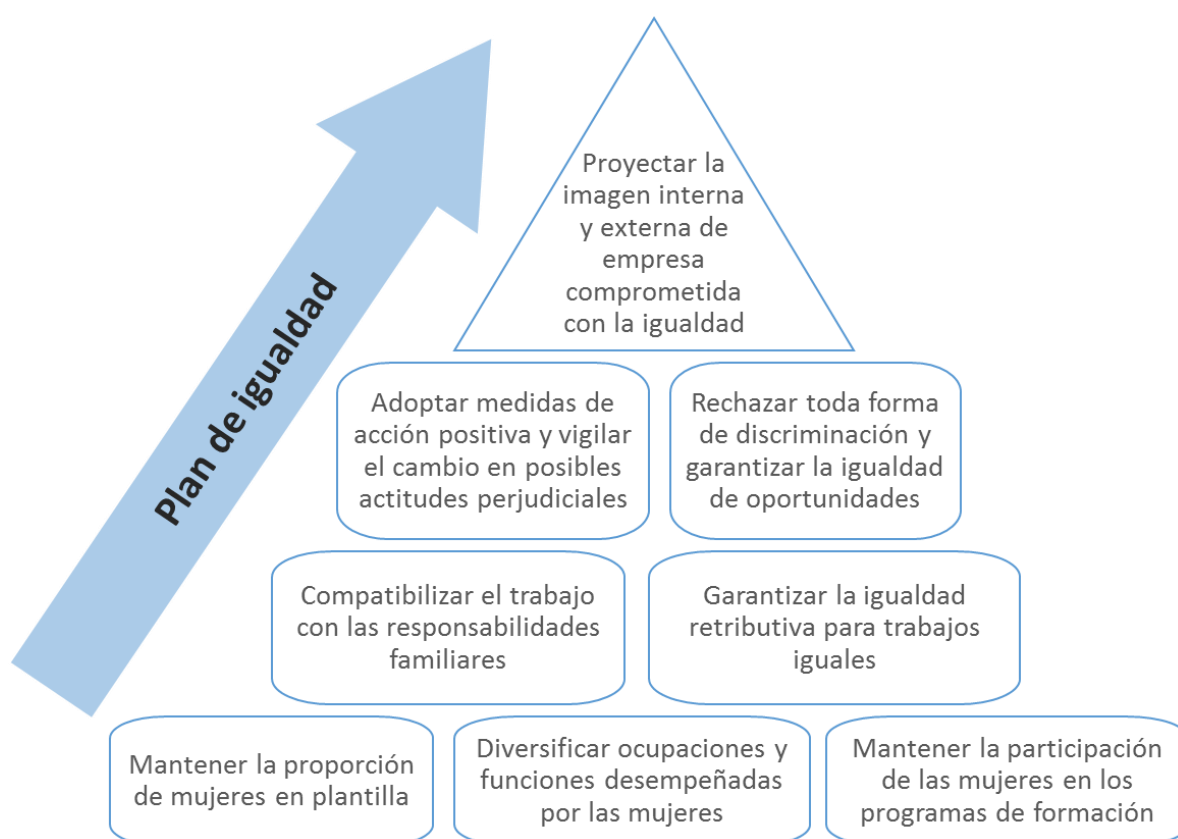 Plan de igualdad
Proyectar la
imagen interna
y externa de
empresa
comprometida
con la igualdad
Adoptar medidas de
acción positiva y vigilar
el cambio en posibles
actitudes perjudiciales
Rechazar toda forma
de discriminación y
garantizar la igualdad
de oportunidades
Compatibilizar el trabajo
con las responsabilidades
familiares
Garantizar la igualdad
retributiva para trabajos
iguales
Mantener la proporción
de mujeres en plantilla
Diversificar ocupaciones y
funciones desempeñadas
por las mujeres
Mantener la participación
de las mujeres en los
programas de formación